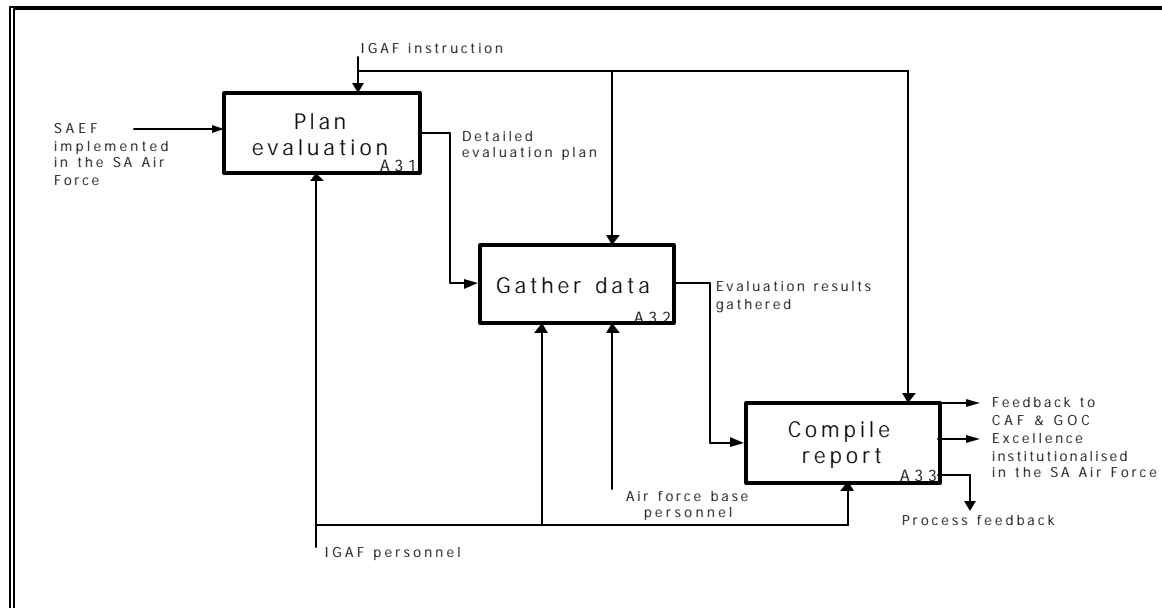 IGAF instruction
Plan
evaluation
A31
SAEF
implemented
in the SA Air
Force
Detailed
evaluation plan
Gather data
A32
Evaluation results
gathered
Compile
report
A33
Feedback to
CAF & GOC
Excellence
institutionalised
in the SA Air Force
Process feedback
Air force base
personnel
IGAF personnel